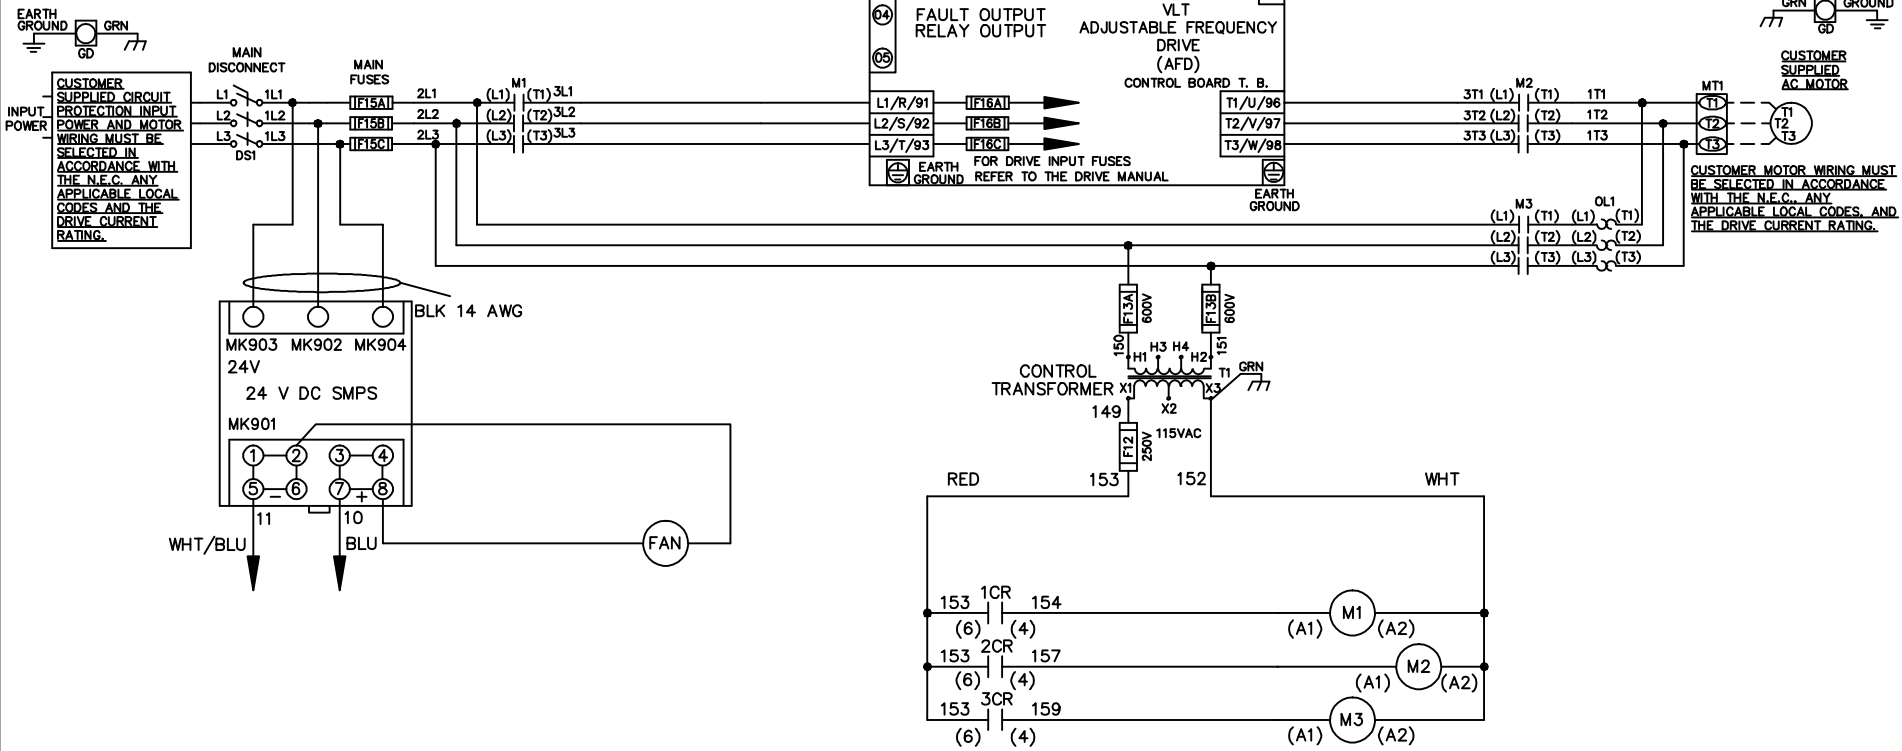 EARTH
GROUND
GRN
GD
04
05
FAULT OUTPUT
RELAY OUTPUT
VLT
ADJUSTABLE FREQUENCY
DRIVE
(AFD)
CONTROL BOARD T. B.
GRN
GROUND
GD
MAIN
DISCONNECT
MAIN
FUSES
CUSTOMER
SUPPLIED
AC MOTOR
INPUT
POWER
CUSTOMER
SUPPLIED CIRCUIT
PROTECTION INPUT
POWER AND MOTOR
WIRING MUST BE
SELECTED IN
ACCORDANCE WITH
THE N.E.C. ANY
APPLICABLE LOCAL
CODES AND THE
DRIVE CURRENT
RATING.
L1 1L1 F15A 2L1 (L1) M1 (T1) 3L1 L1/R/91 F16A T1/U/96 3T1 (L1) M2 (T1) 1T1 MT1 T1 T1
L2 1L2 F15B 2L2 (L2) (T2) 3L2 L2/S/92 F16B T2/V/97 3T2 (L2) (T2) 1T2 T2 T2
L3 1L3 F15C 2L3 (L3) (T3) 3L3 L3/T/93 F16C T3/W/98 3T3 (L3) (T3) 1T3 T3 T3
DS1
EARTH
GROUND
FOR DRIVE INPUT FUSES
REFER TO THE DRIVE MANUAL
EARTH
GROUND
CUSTOMER MOTOR WIRING MUST
BE SELECTED IN ACCORDANCE
WITH THE N.E.C., ANY
APPLICABLE LOCAL CODES, AND
THE DRIVE CURRENT RATING.
M3 OL1
(L1) (T1) (L1) (T1)
(L2) (T2) (L2) (T2)
(L3) (T3) (L3) (T3)
BLK 14 AWG
MK903 MK902 MK904
24V
24 V DC SMPS
MK901
1 2 3 4
5 - 6 7 + 8
11
10
WHT/BLU
BLU
FAN
F13A
600V
F13B
600V
150
151
H1 H3 H4 H2
CONTROL
TRANSFORMER
X1
X2
X3
T1
GRN
149
F12
250V
115VAC
153
152
RED
WHT
153 1CR 154 M1
(6) (4) (A1) (A2)
153 2CR 157 M2
(6) (4) (A1) (A2)
153 3CR 159 M3
(6) (4) (A1) (A2)